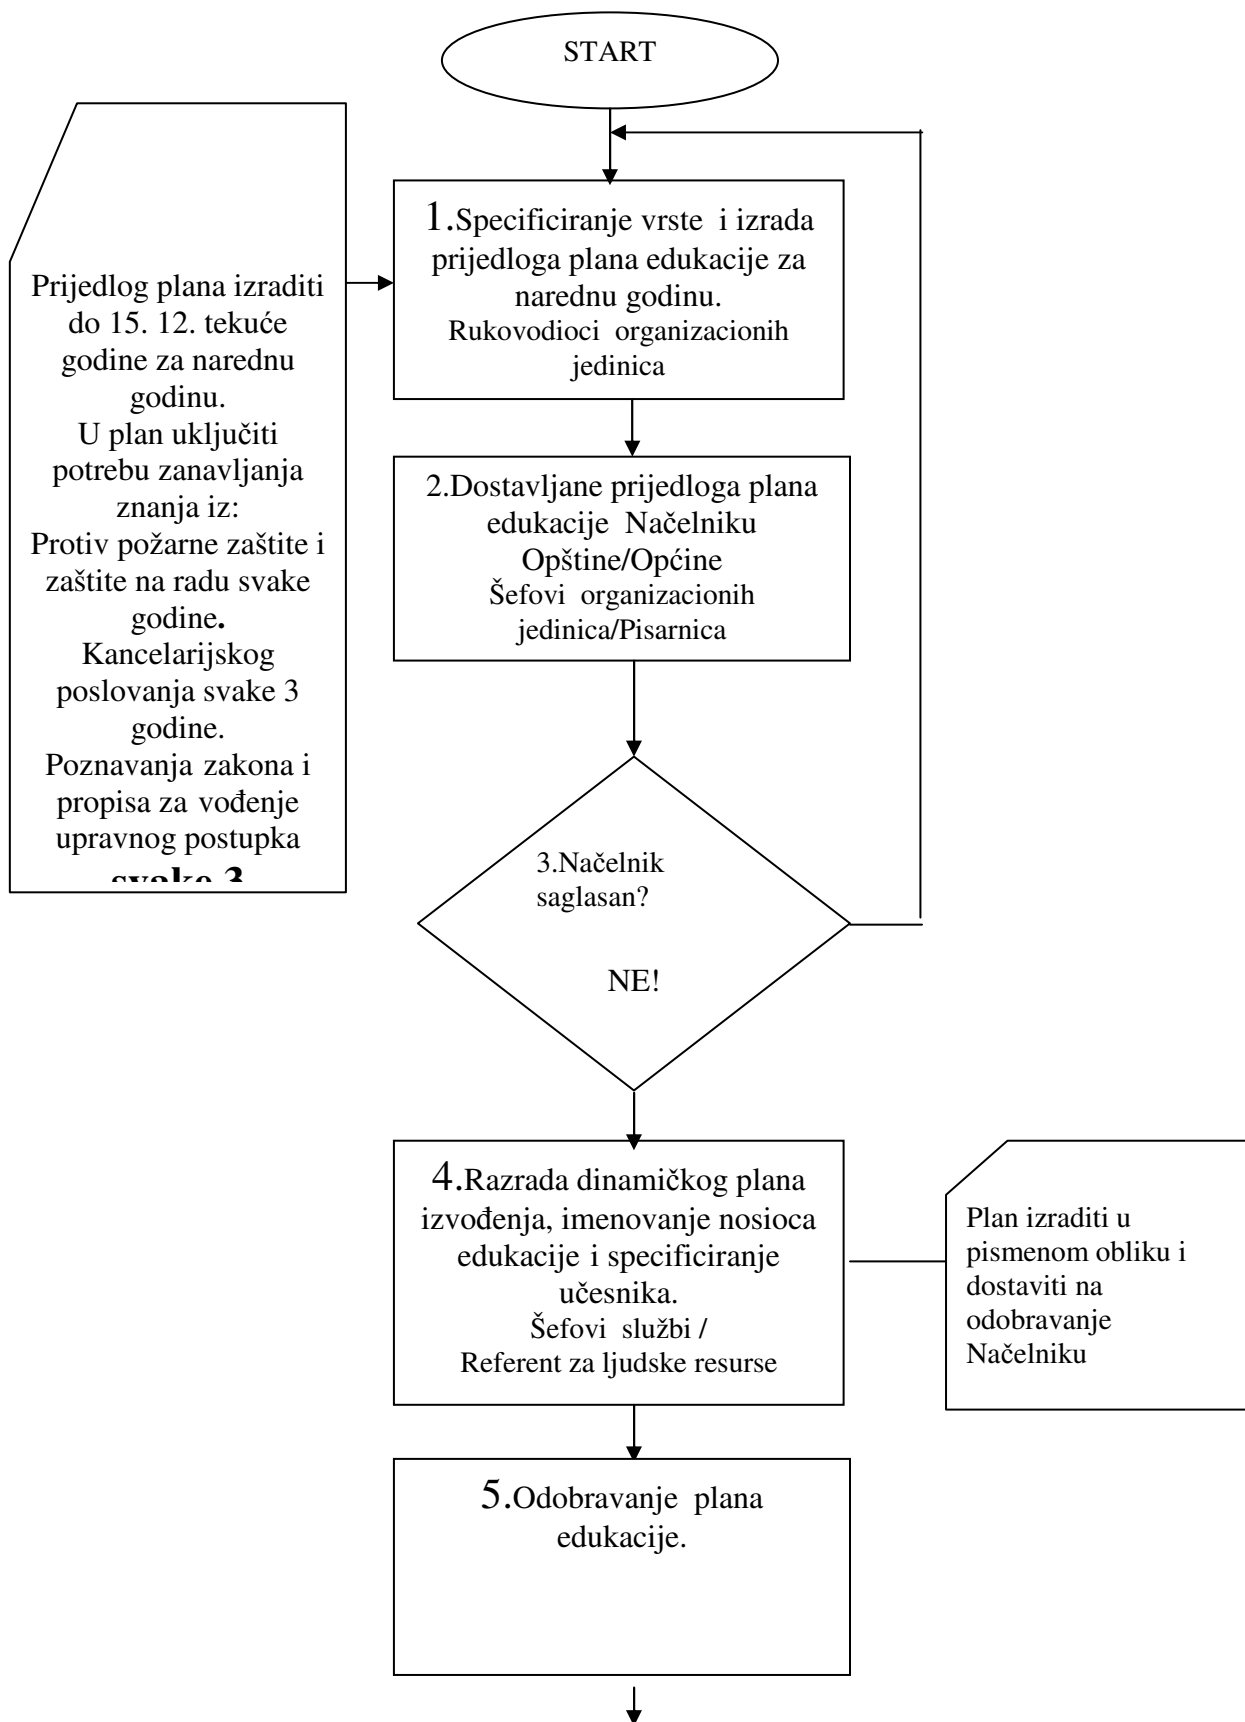 START
Prijedlog plana izraditi
do 15. 12. tekuće
godine za narednu
godinu.
U plan uključiti
potrebu zanavljanja
znanja iz:
Protiv požarne zaštite i
zaštite na radu svake
godine.
Kancelarijskog
poslovanja svake 3
godine.
Poznavanja zakona i
propisa za vođenje
upravnog postupka
svake 3
1.Specificiranje vrste i izrada
prijedloga plana edukacije za
narednu godinu.
Rukovodioci organizacionih
jedinica
2.Dostavljane prijedloga plana
edukacije Načelniku
Opštine/Općine
Šefovi organizacionih
jedinica/Pisarnica
3.Načelnik
saglasan?
NE!
4.Razrada dinamičkog plana
izvođenja, imenovanje nosioca
edukacije i specificiranje
učesnika.
Šefovi službi /
Referent za ljudske resurse
Plan izraditi u
pismenom obliku i
dostaviti na
odobravanje
Načelniku
5.Odobravanje plana
edukacije.